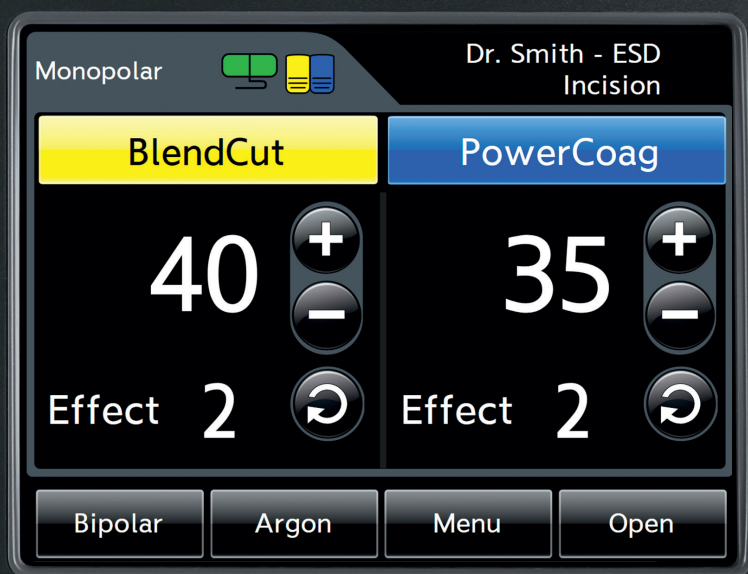 Monopolar
Dr. Smith - ESD
Incision
BlendCut
PowerCoag
40
35
Effect 2
Effect 2
Bipolar
Argon
Menu
Open